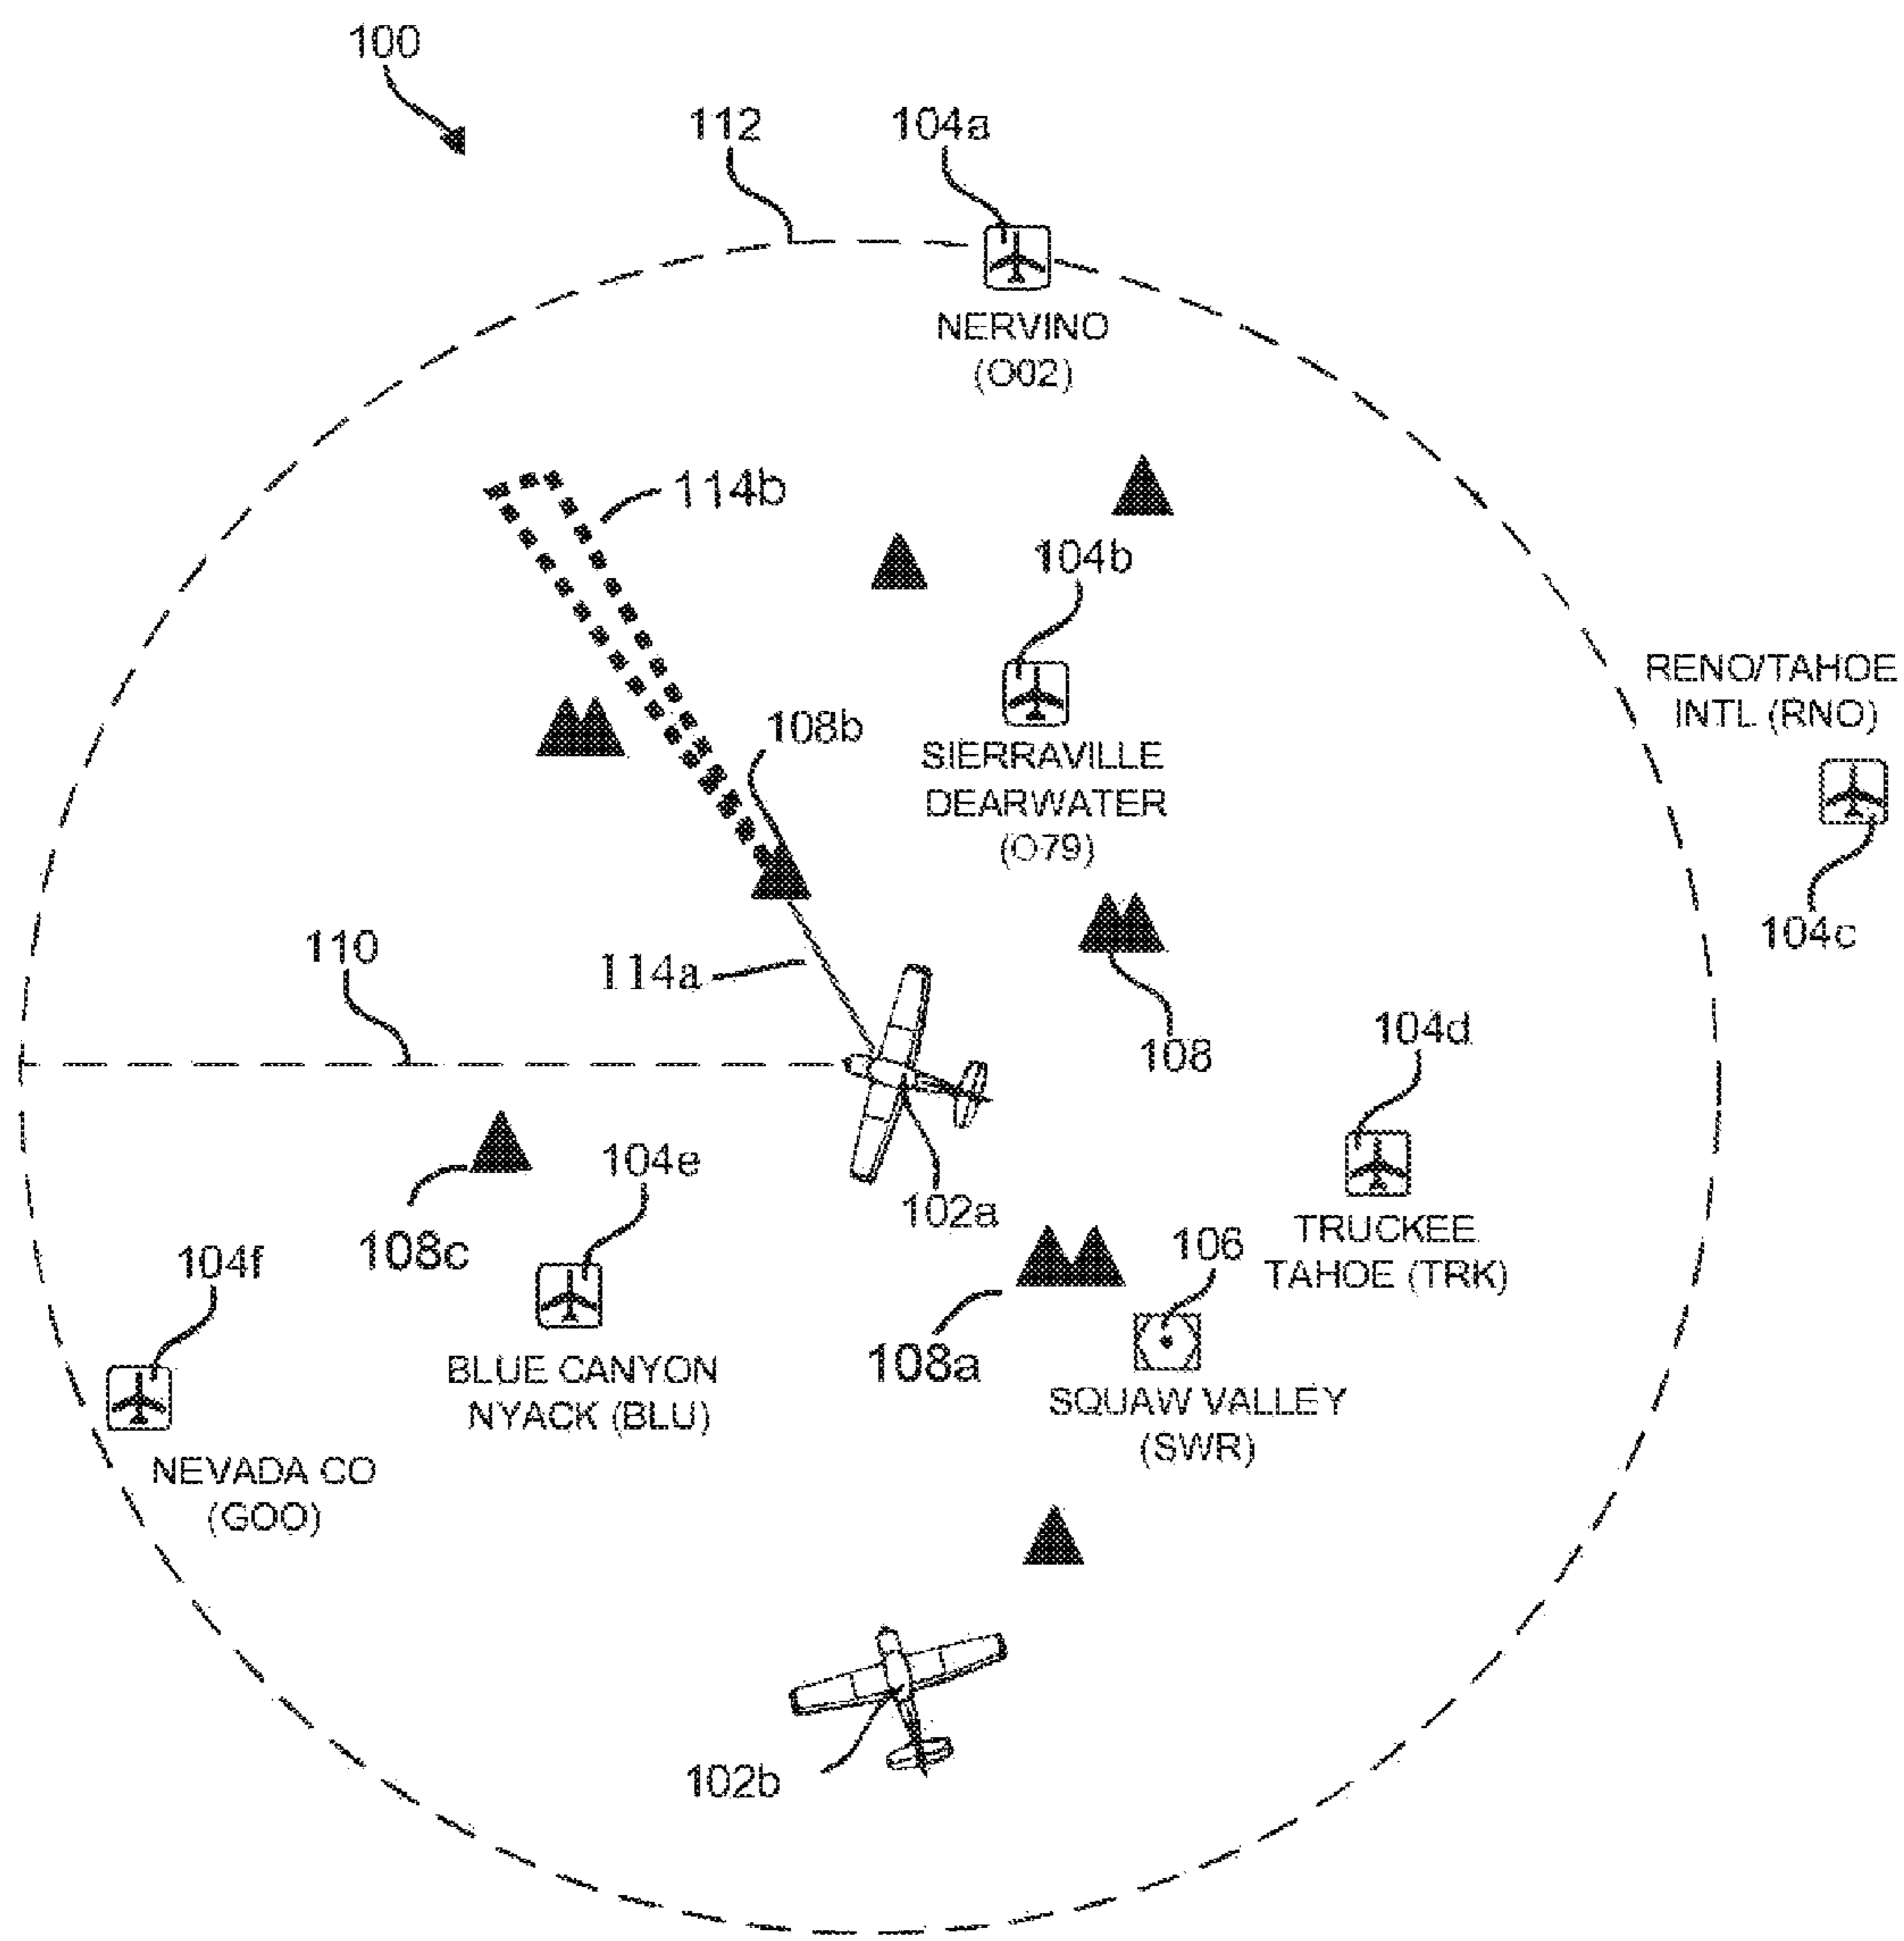 100
112
104a
NERVINO
(O02)
114b
104b
RENO/TAHOE
INTL (RNO)
108b
SIERRAVILLE
DEARWATER
(O79)
104c
110
114a
108
104d
104e
102a
TRUCKEE
TAHOE (TRK)
106
108c
104f
108a
BLUE CANYON
NYACK (BLU)
SQUAW VALLEY
(SWR)
NEVADA CO
(GOO)
102b